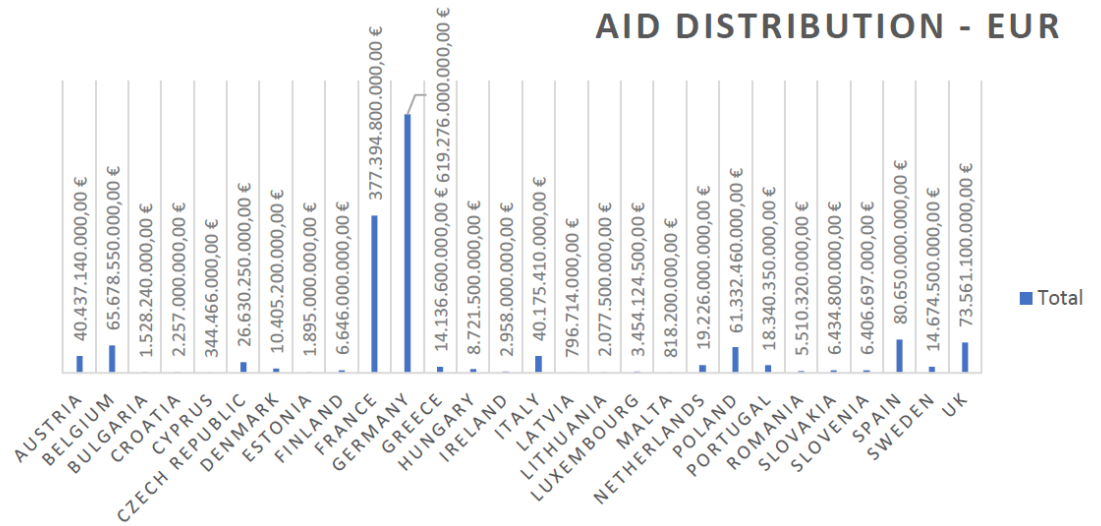 AID DISTRIBUTION - EUR
40.437.140.000,00 €
65.678.550.000,00 €
1.528.240.000,00 €
2.257.000.000,00 €
344.466.000,00 €
26.630.250.000,00 €
10.405.200.000,00 €
1.895.000.000,00 €
6.646.000.000,00 €
377.394.800.000,00 €
619.276.000.000,00 €
14.136.600.000,00 €
8.721.500.000,00 €
2.958.000.000,00 €
40.175.410.000,00 €
796.714.000,00 €
2.077.500.000,00 €
3.454.124.500,00 €
818.200.000,00 €
19.226.000.000,00 €
61.332.460.000,00 €
18.340.350.000,00 €
5.510.320.000,00 €
6.434.800.000,00 €
6.406.697.000,00 €
80.650.000.000,00 €
14.674.500.000,00 €
73.561.100.000,00 €
Total
AUSTRIA
BELGIUM
BULGARIA
CROATIA
CYPRUS
CZECH REPUBLIC
DENMARK
ESTONIA
FINLAND
FRANCE
GERMANY
GREECE
HUNGARY
IRELAND
ITALY
LATVIA
LITHUANIA
LUXEMBOURG
MALTA
NETHERLANDS
POLAND
PORTUGAL
ROMANIA
SLOVAKIA
SLOVENIA
SPAIN
SWEDEN
UK